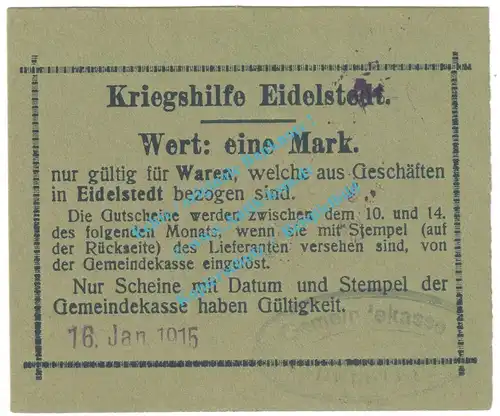 Kriegshilfe Eidelstedt.
Wert: eine Mark.
nur gültig für Waren, welche aus Geschäften
in Eidelstedt bezogen sind.
Die Gutscheine werden zwischen dem 10. und 14.
des folgenden Monats, wenn sie mit Stempel (auf
der Rückseite) des Lieferanten versehen sind, von
der Gemeindekasse eingelöst.
Nur Scheine mit Datum und Stempel der
Gemeindekasse haben Gültigkeit.
16. Jan 1915
Gemeindekasse